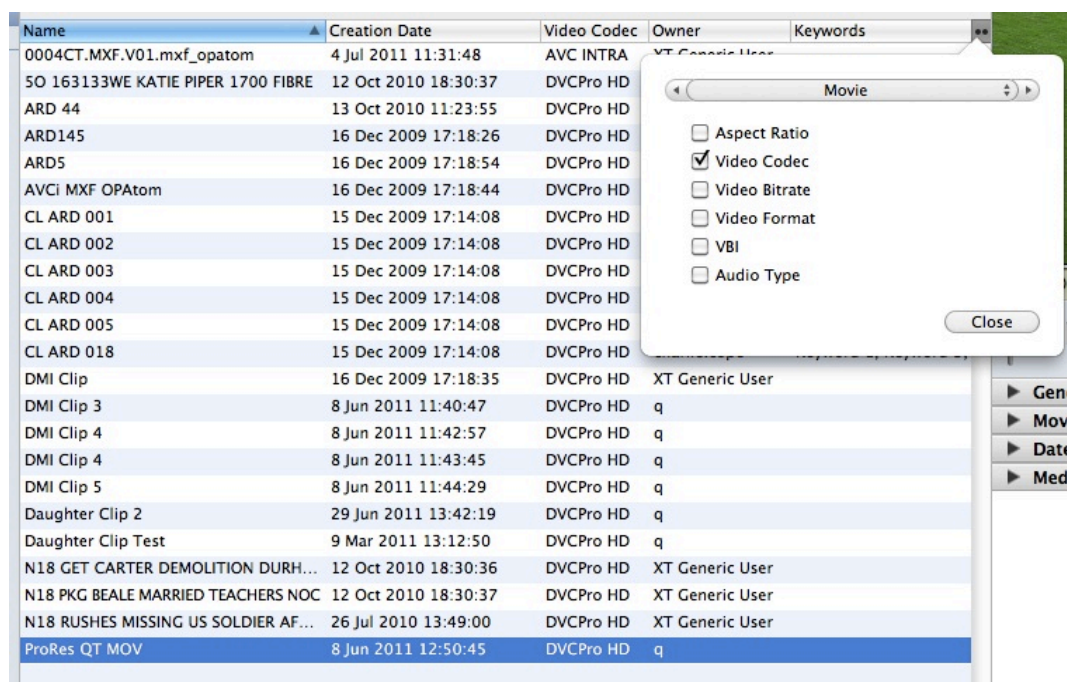 Name Creation Date Video Codec Owner Keywords
0004CT.MXF.V01.mxf_opatom 4 Jul 2011 11:31:48 AVC INTRA XT Generic User
5O 163133WE KATIE PIPER 1700 FIBRE 12 Oct 2010 18:30:37 DVCPro HD
Movie
ARD 44 13 Oct 2010 11:23:55 DVCPro HD
ARD145 16 Dec 2009 17:18:26 DVCPro HD
Aspect Ratio
ARD5 16 Dec 2009 17:18:54 DVCPro HD
Video Codec
AVCi MXF OPAtom 16 Dec 2009 17:18:44 DVCPro HD
Video Bitrate
CL ARD 001 15 Dec 2009 17:14:08 DVCPro HD
Video Format
CL ARD 002 15 Dec 2009 17:14:08 DVCPro HD
VBI
CL ARD 003 15 Dec 2009 17:14:08 DVCPro HD
Audio Type
CL ARD 004 15 Dec 2009 17:14:08 DVCPro HD
CL ARD 005 15 Dec 2009 17:14:08 DVCPro HD
Close
CL ARD 018 15 Dec 2009 17:14:08 DVCPro HD
DMI Clip 16 Dec 2009 17:18:35 DVCPro HD XT Generic User
Gen
DMI Clip 3 8 Jun 2011 11:40:47 DVCPro HD q
Mov
DMI Clip 4 8 Jun 2011 11:42:57 DVCPro HD q
Date
DMI Clip 4 8 Jun 2011 11:43:45 DVCPro HD q
Med
DMI Clip 5 8 Jun 2011 11:44:29 DVCPro HD q
Daughter Clip 2 29 Jun 2011 13:42:19 DVCPro HD q
Daughter Clip Test 9 Mar 2011 13:12:50 DVCPro HD q
N18 GET CARTER DEMOLITION DURH... 12 Oct 2010 18:30:36 DVCPro HD XT Generic User
N18 PKG BEALE MARRIED TEACHERS NOC 12 Oct 2010 18:30:37 DVCPro HD XT Generic User
N18 RUSHES MISSING US SOLDIER AF... 26 Jul 2010 13:49:00 DVCPro HD XT Generic User
ProRes QT MOV 8 Jun 2011 12:50:45 DVCPro HD q